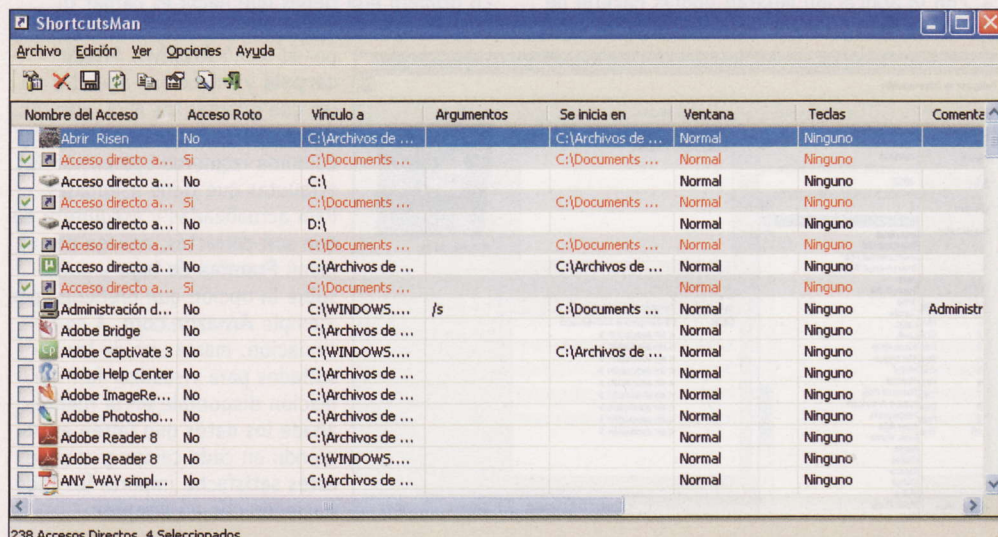 ShortcutsMan
Archivo Edición Ver Opciones Ayuda
Nombre del Acceso Acceso Roto Vínculo a Argumentos Se inicia en Ventana Teclas Comenta
Abrir Risen No C:\Archivos de ... C:\Archivos de ... Normal Ninguno
Acceso directo a... Si C:\Documents ... C:\Documents ... Normal Ninguno
Acceso directo a... No C:\ Normal Ninguno
Acceso directo a... Si C:\Documents ... C:\Documents ... Normal Ninguno
Acceso directo a... No D:\ Normal Ninguno
Acceso directo a... Si C:\Documents ... C:\Documents ... Normal Ninguno
Acceso directo a... No C:\Archivos de ... C:\Archivos de ... Normal Ninguno
Acceso directo a... Si C:\Documents ... C:\Documents ... Normal Ninguno
Administración d... No C:\WINDOWS.... /s C:\Documents ... Normal Ninguno Administr
Adobe Bridge No C:\Archivos de ... Normal Ninguno
Adobe Captivate 3 No C:\WINDOWS.... C:\Archivos de ... Normal Ninguno
Adobe Help Center No C:\Archivos de ... Normal Ninguno
Adobe ImageRe... No C:\Archivos de ... Normal Ninguno
Adobe Photosho... No C:\Archivos de ... Normal Ninguno
Adobe Reader 8 No C:\Archivos de ... Normal Ninguno
Adobe Reader 8 No C:\WINDOWS.... Normal Ninguno
ANY_WAY simpl... No C:\Archivos de ... Normal Ninguno
238 Accesos Directos, 4 Seleccionados